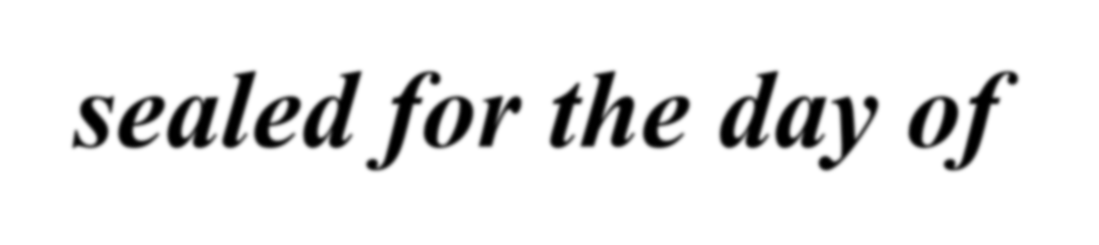 sealed for the day of